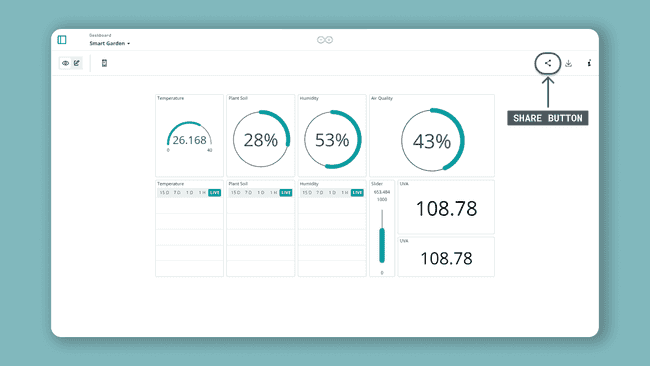 Dashboard
Smart Garden
SHARE BUTTON
Temperature
26.168
0 40
Plant Soil
28%
Humidity
53%
Air Quality
43%
Temperature
15 D 7 D 1 D 1 H LIVE
Plant Soil
15 D 7 D 1 D 1 H LIVE
Humidity
15 D 7 D 1 D 1 H LIVE
Slider
653.484
1000
0
UVA
108.78
UVA
108.78